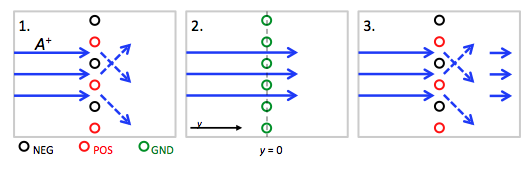 1.
A+
2.
y
3.
NEG
POS
GND
y = 0